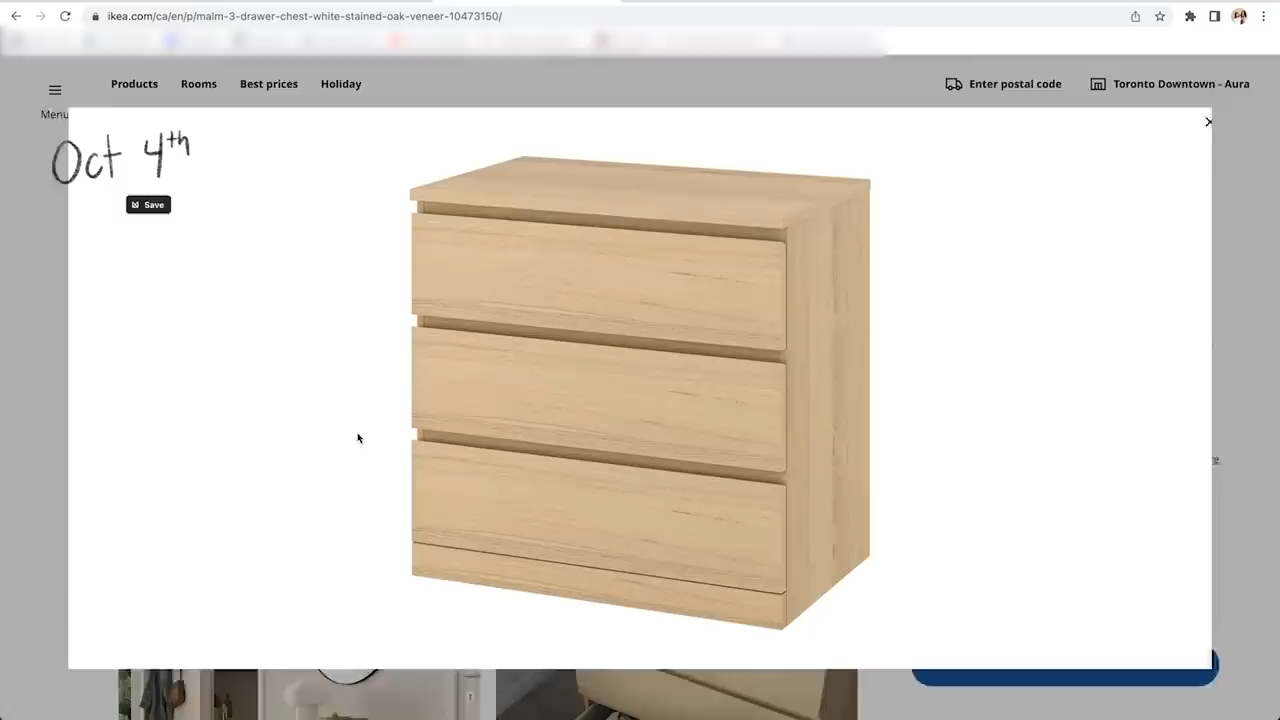 ikea.com/ca/en/p/malm-3-drawer-chest-white-stained-oak-veneer-10473150/
Products Rooms Best prices Holiday Enter postal code Toronto Downtown - Aura
Menu
Oct 4th
Save